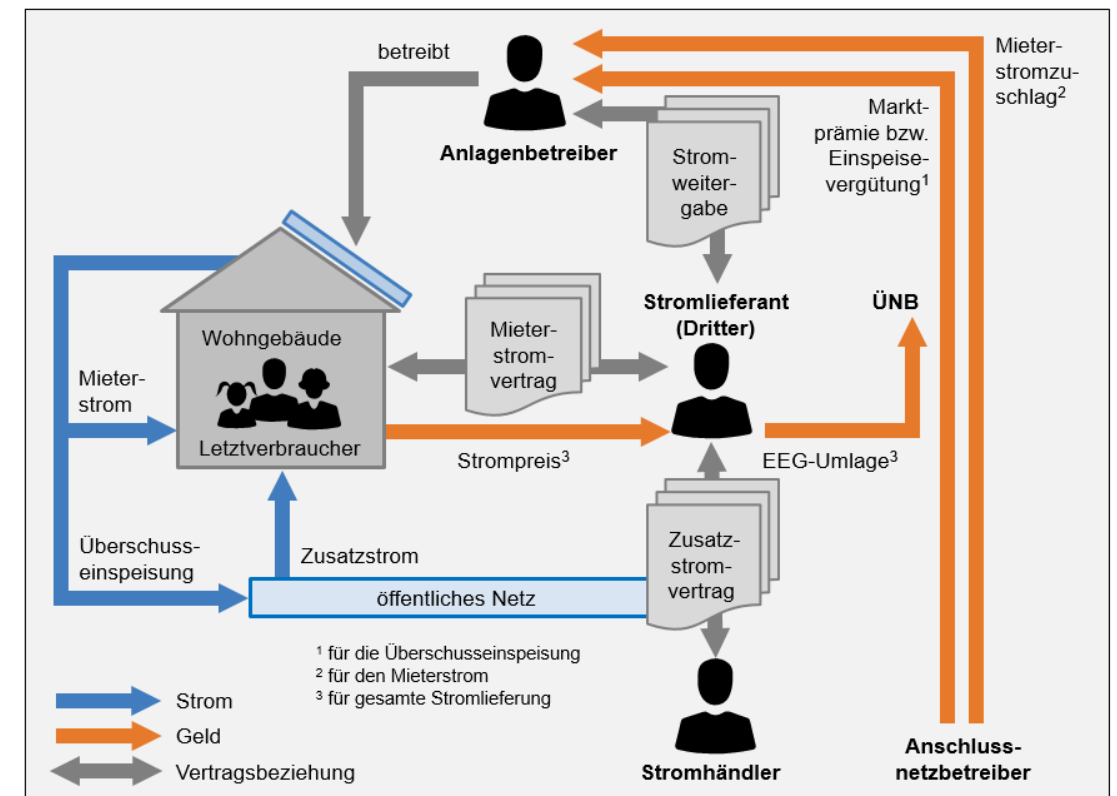 betreibt
Anlagenbetreiber
Mieter-
stromzu-
schlag²
Markt-
prämie bzw.
Einspeise-
vergütung¹
Strom-
weiter-
gabe
Stromlieferant
(Dritter)
ÜNB
Wohngebäude
Letztverbraucher
Mieter-
strom-
vertrag
Mieter-
strom
Strompreis³
EEG-Umlage³
Überschuss-
einspeisung
Zusatzstrom
öffentliches Netz
Zusatz-
strom-
vertrag
¹ für die Überschusseinspeisung
² für den Mieterstrom
³ für gesamte Stromlieferung
Strom
Geld
Vertragsbeziehung
Stromhändler
Anschluss-
netzbetreiber